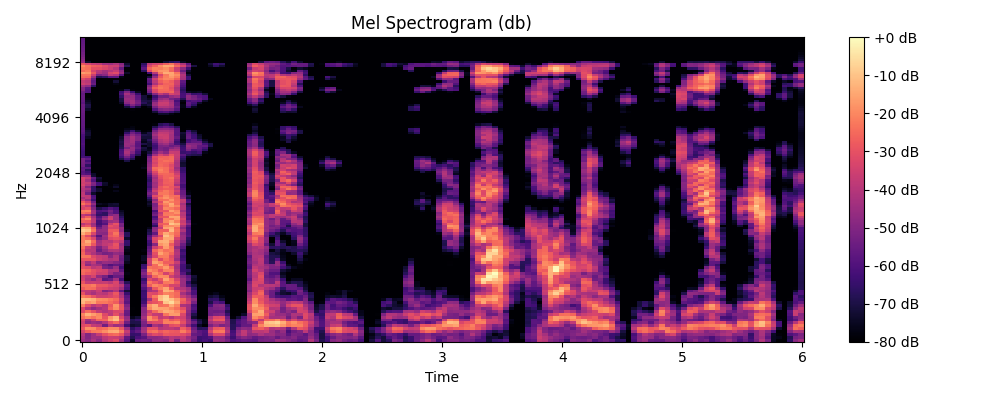 Mel Spectrogram (db)
Hz
8192
4096
2048
1024
512
0
0 1 2 3 4 5 6
Time
+0 dB
-10 dB
-20 dB
-30 dB
-40 dB
-50 dB
-60 dB
-70 dB
-80 dB